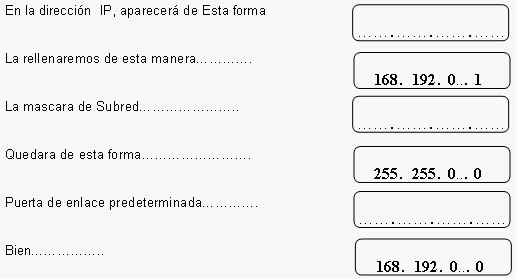 En la dirección IP, aparecerá de Esta forma
.......·.......·.......·.......
La rellenaremos de esta manera………….
168. 192. 0... 1
La mascara de Subred…………………..
.......·.......·.......·.......
Quedara de esta forma…………………….
255. 255. 0... 0
Puerta de enlace predeterminada………….
.......·.......·.......·.......
Bien……………..
168. 192. 0... 0